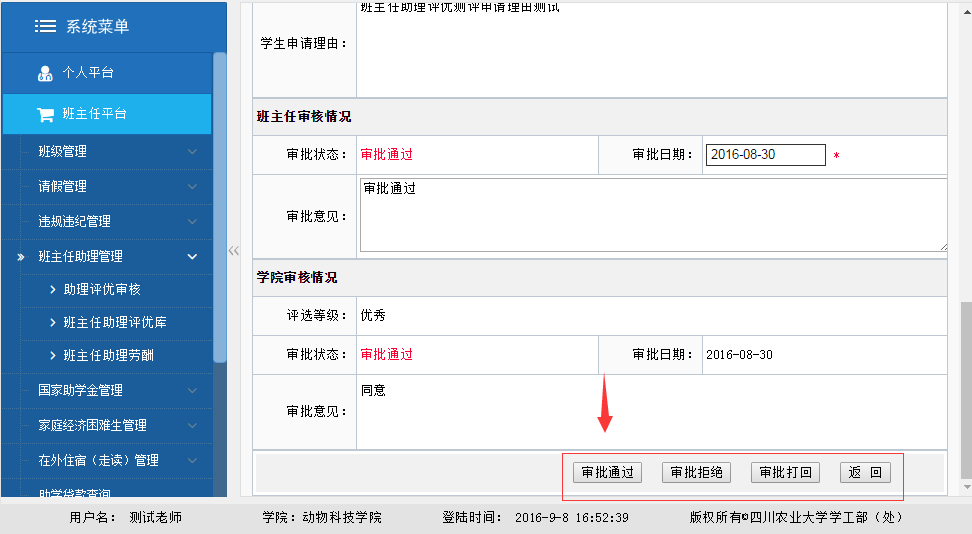 系统菜单
个人平台
班主任平台
班级管理
请假管理
违规违纪管理
班主任助理管理
助理评优审核
班主任助理评优库
班主任助理劳酬
国家助学金管理
家庭经济困难生管理
在外住宿（走读）管理
助学贷款查询
班主任助理评优测评申请理由测试
学生申请理由：
班主任审核情况
审批状态： 审批通过 审批日期： 2016-08-30 *
审批意见： 审批通过
学院审核情况
评选等级： 优秀
审批状态： 审批通过 审批日期： 2016-08-30
审批意见： 同意
审批通过 审批拒绝 审批打回 返 回
用户名： 测试老师 学院：动物科技学院 登陆时间： 2016-9-8 16:52:39 版权所有©四川农业大学学工部（处）